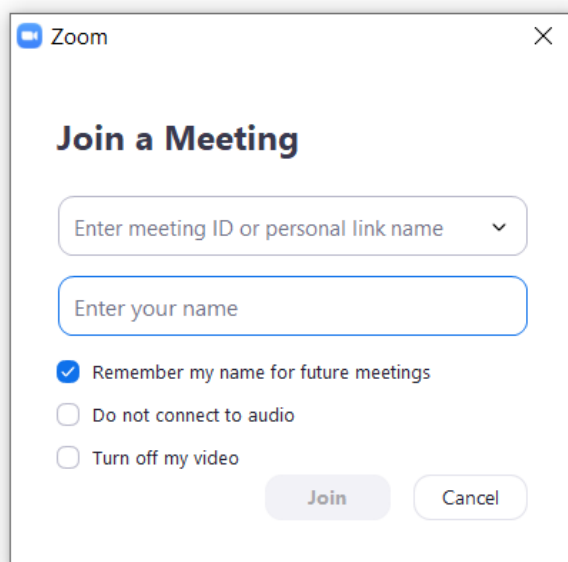 Zoom
Join a Meeting
Enter meeting ID or personal link name
Enter your name
Remember my name for future meetings
Do not connect to audio
Turn off my video
Join Cancel